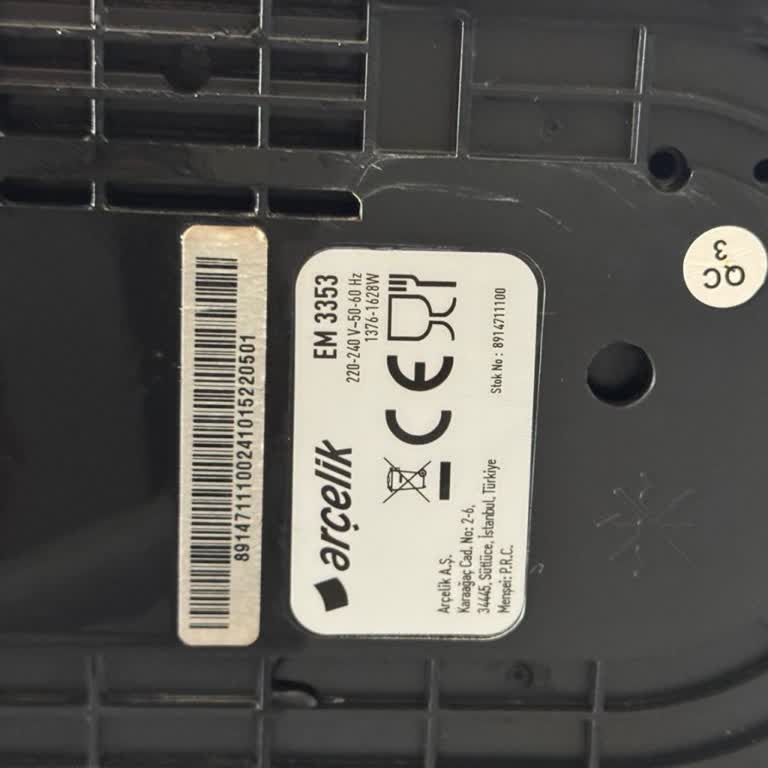 8914711100241015220501
arçelik
EM 3353
220-240 V~50-60 Hz
1376-1628W
CE
Arçelik A.Ş.
Karaağaç Cad. No: 2-6,
34445, Sütlüce, İstanbul, Türkiye
Menşei: P.R.C.
Stok No : 8914711100
QC
3